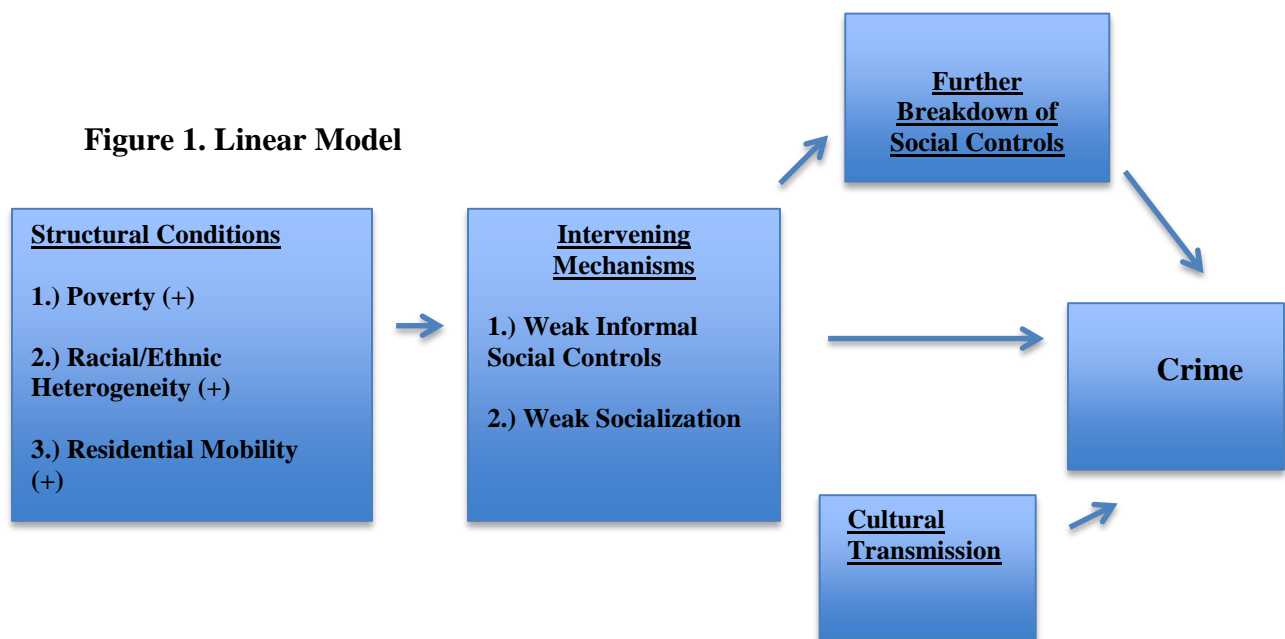 Figure 1. Linear Model
Structural Conditions
1.) Poverty (+)
2.) Racial/Ethnic
Heterogeneity (+)
3.) Residential Mobility
(+)
Intervening
Mechanisms
1.) Weak Informal
Social Controls
2.) Weak Socialization
Further
Breakdown of
Social Controls
Crime
Cultural
Transmission